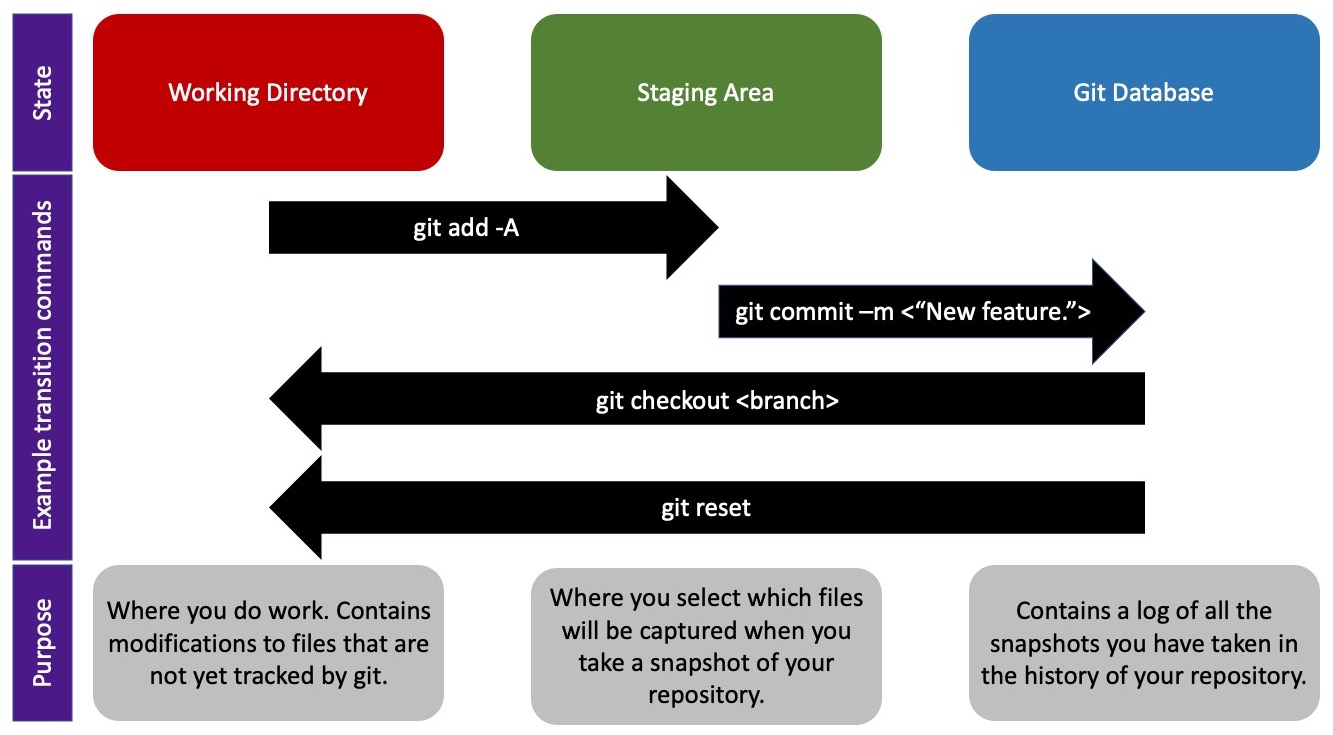 State
Working Directory
Staging Area
Git Database
Example transition commands
git add -A
git commit –m <“New feature.”>
git checkout <branch>
git reset
Purpose
Where you do work. Contains
modifications to files that are
not yet tracked by git.
Where you select which files
will be captured when you
take a snapshot of your
repository.
Contains a log of all the
snapshots you have taken in
the history of your repository.